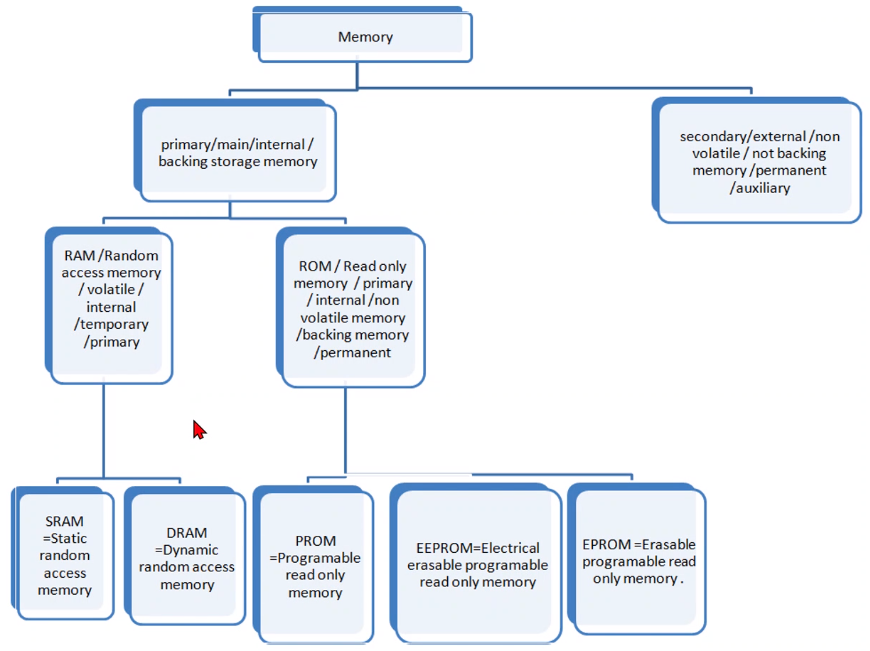 Memory
primary/main/internal /
backing storage memory
secondary/external /non
volatile / not backing
memory /permanent
/auxiliary
RAM /Random
access memory
/ volatile /
internal
/temporary
/primary
ROM / Read only
memory / primary
/ internal /non
volatile memory
/backing memory
/permanent
SRAM
=Static
random
access
memory
DRAM
=Dynamic
random access
memory
PROM
=Programable
read only
memory
EEPROM=Electrical
erasable programable
read only memory
EPROM =Erasable
programable read
only memory .